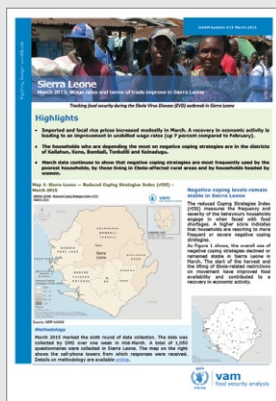 mVAM Bulletin #15 March 2015
Fighting hunger worldwide
Sierra Leone
March 2015: Wage rates and terms of trade improve in Sierra Leone
Tracking food security during the Ebola Virus Disease (EVD) outbreak in Sierra Leone
Highlights
• Imported and local rice prices increased modestly in March. A recovery in economic activity is
leading to an improvement in unskilled wage rates (up 7 percent compared to February).
• The households who are depending the most on negative coping strategies are in the districts
of Kailahun, Kono, Bombali, Tonkolili and Koinadugu.
• March data continues to show that negative coping strategies are most frequently used by the
poorest households, by those living in Ebola-affected rural areas and by households headed by
women.
Map 1: Sierra Leone – Reduced Coping Strategies Index (rCSI) -
March 2015
Sierra
Leone
Source: WFP mVAM
Methodology
March 2015 marked the sixth round of data collection. The data was
collected by SMS over one week in mid-March. A total of 1,050
questionnaires were collected in Sierra Leone. The map on the right
shows the cell-phone towers from which responses were received.
Details on methodology are available online.
Negative coping levels remain
stable in Sierra Leone
The reduced Coping Strategies
Index (rCSI) measures the frequency and
severity of the behaviours households
engage in when faced with food
shortages. A higher score indicates
that households are resorting to more
frequent or severe negative coping
strategies.
As Figure 1 shows, the overall use of
negative coping strategies declined or
remained stable in Sierra Leone in
March. The start of the harvest and
the lifting of Ebola-related restrictions
on movement have improved food
availability and contributed to a
recovery in economic activity.
WFP
vam
food security analysis